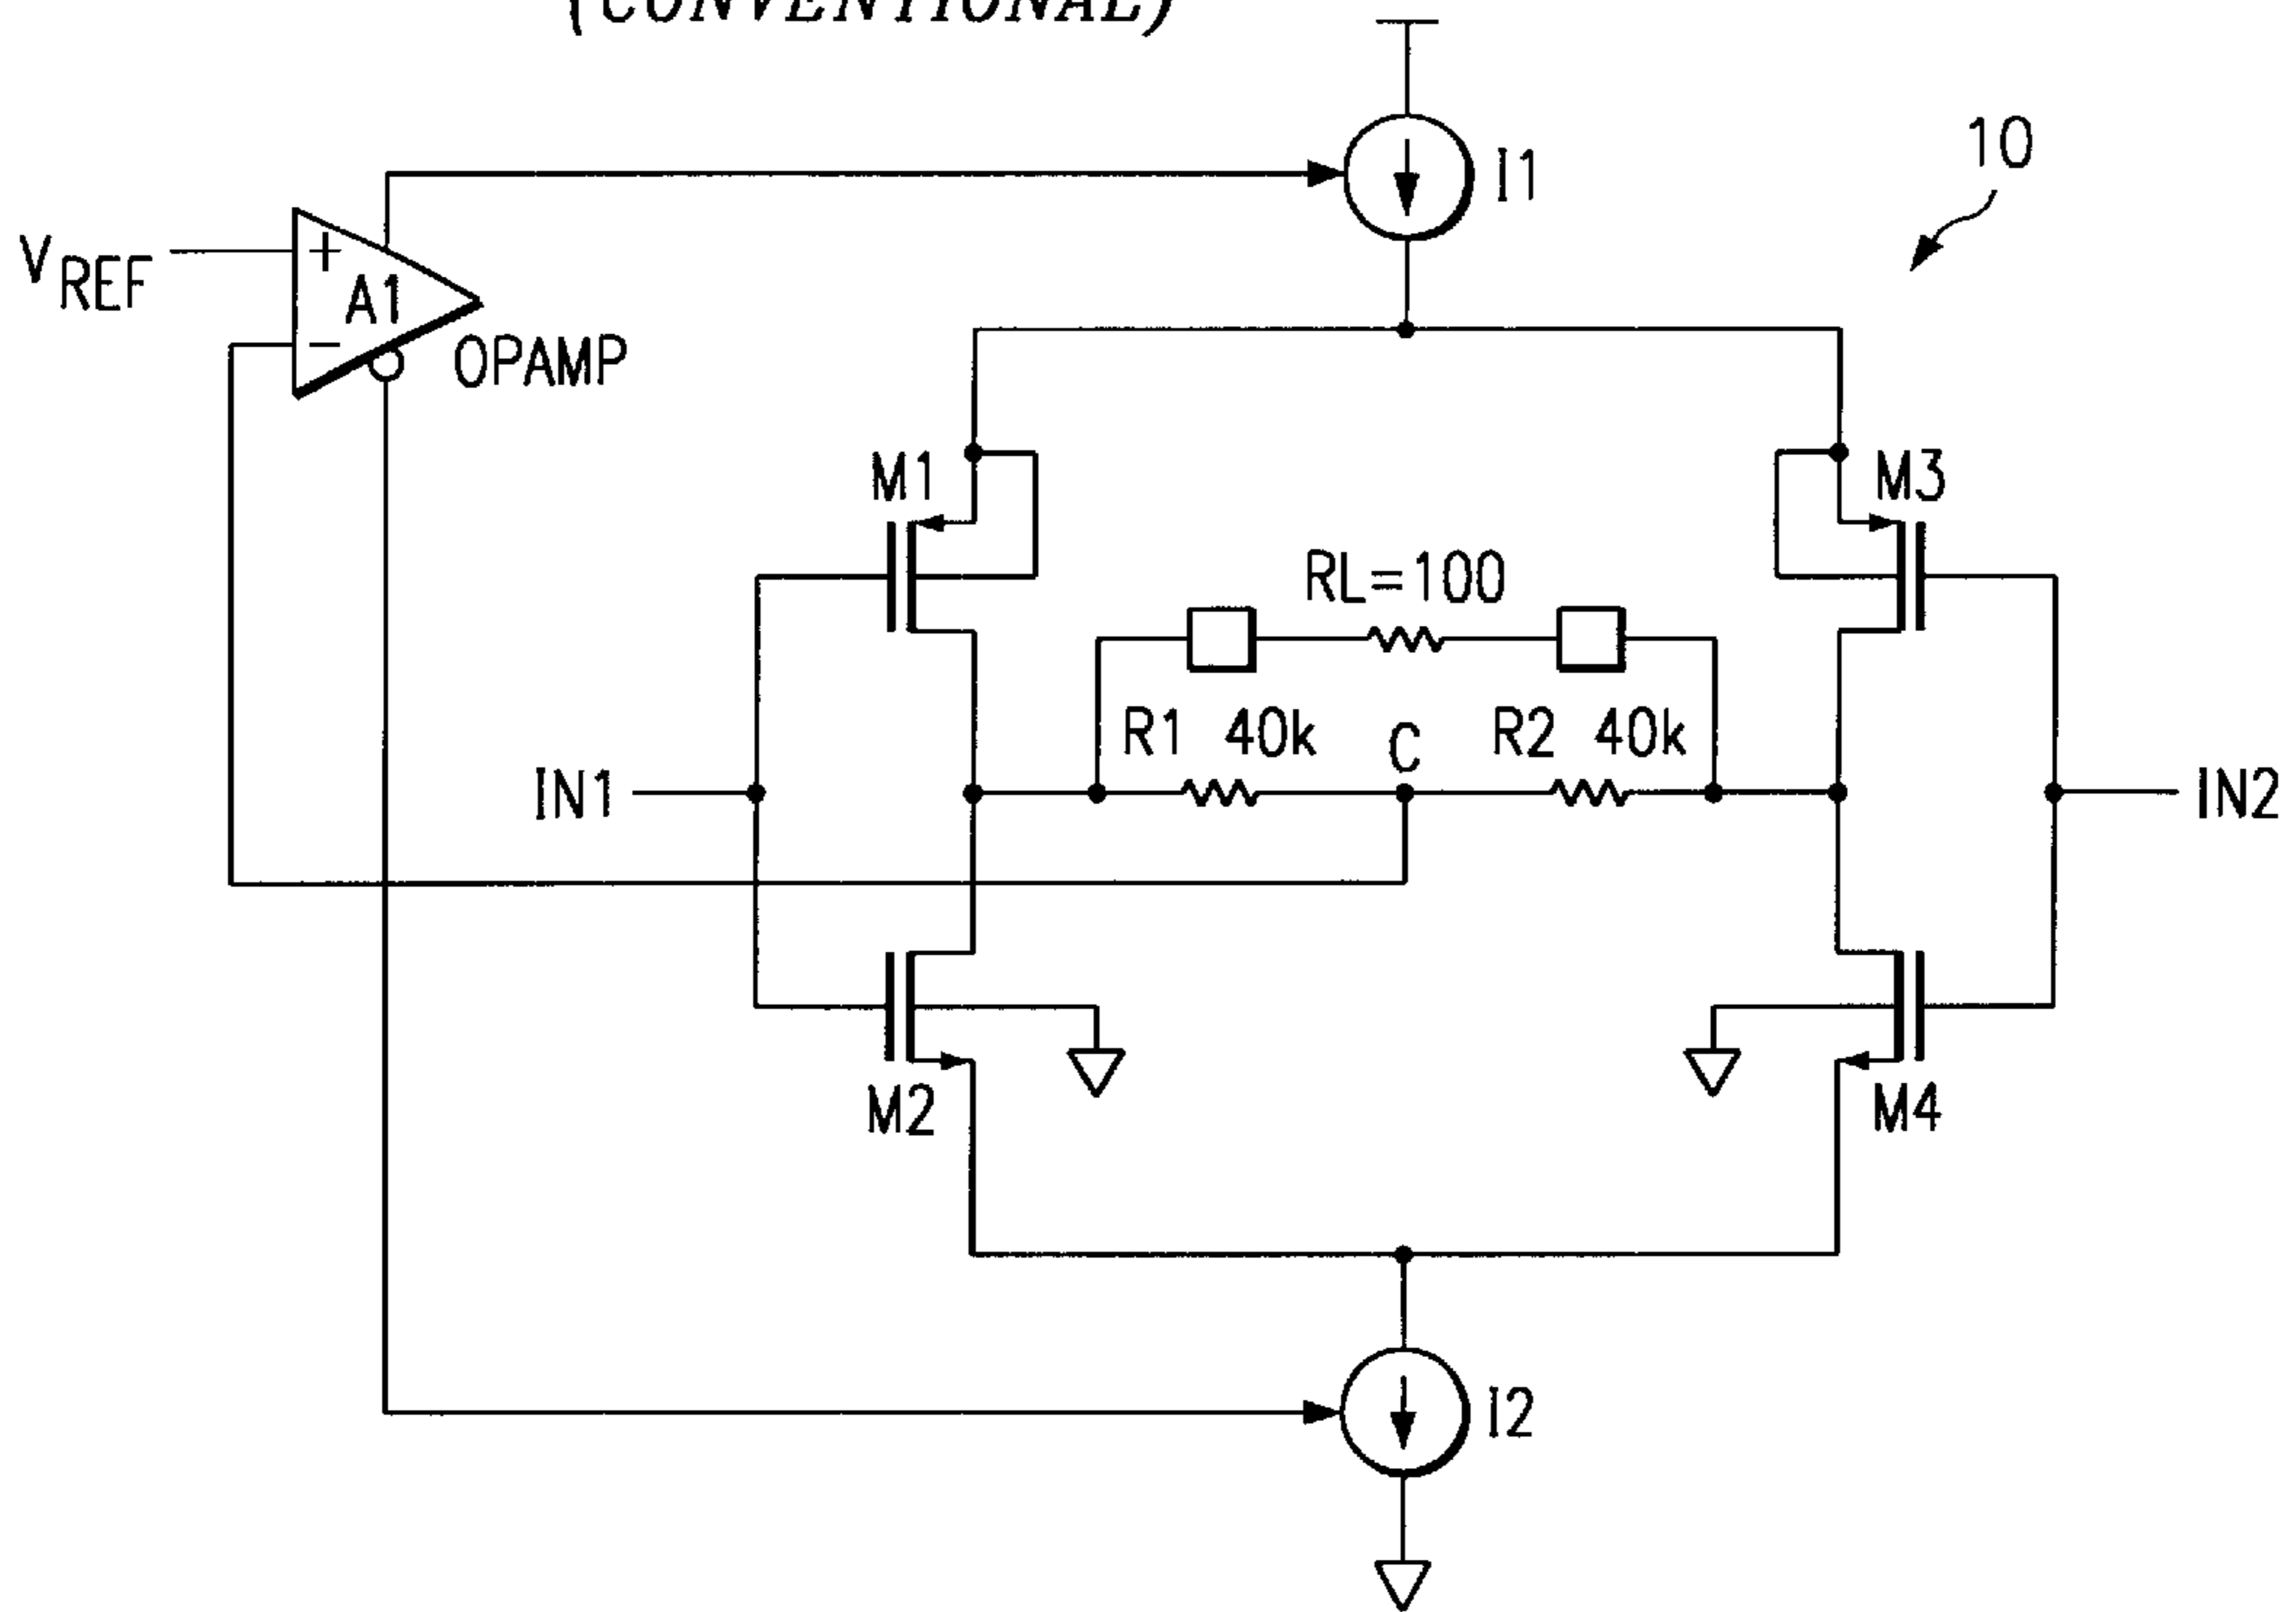 (CONVENTIONAL)
I1
10
VREF
+
A1
−
OPAMP
M1
M3
RL=100
R1 40k
C
R2 40k
IN1
IN2
M2
M4
I2